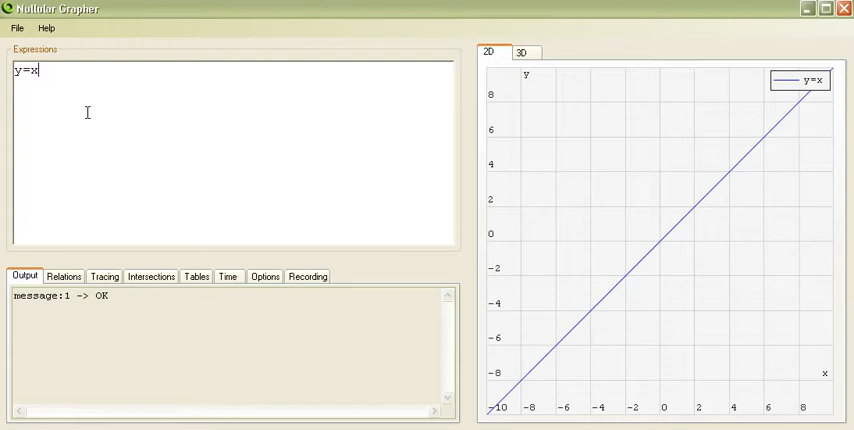 Nullular Grapher
File Help
Expressions
y=x
Output Relations Tracing Intersections Tables Time Options Recording
message:1 -> OK
2D 3D
y
y=x
8
6
4
2
0
-2
-4
-6
-8
x
-10 -8 -6 -4 -2 0 2 4 6 8